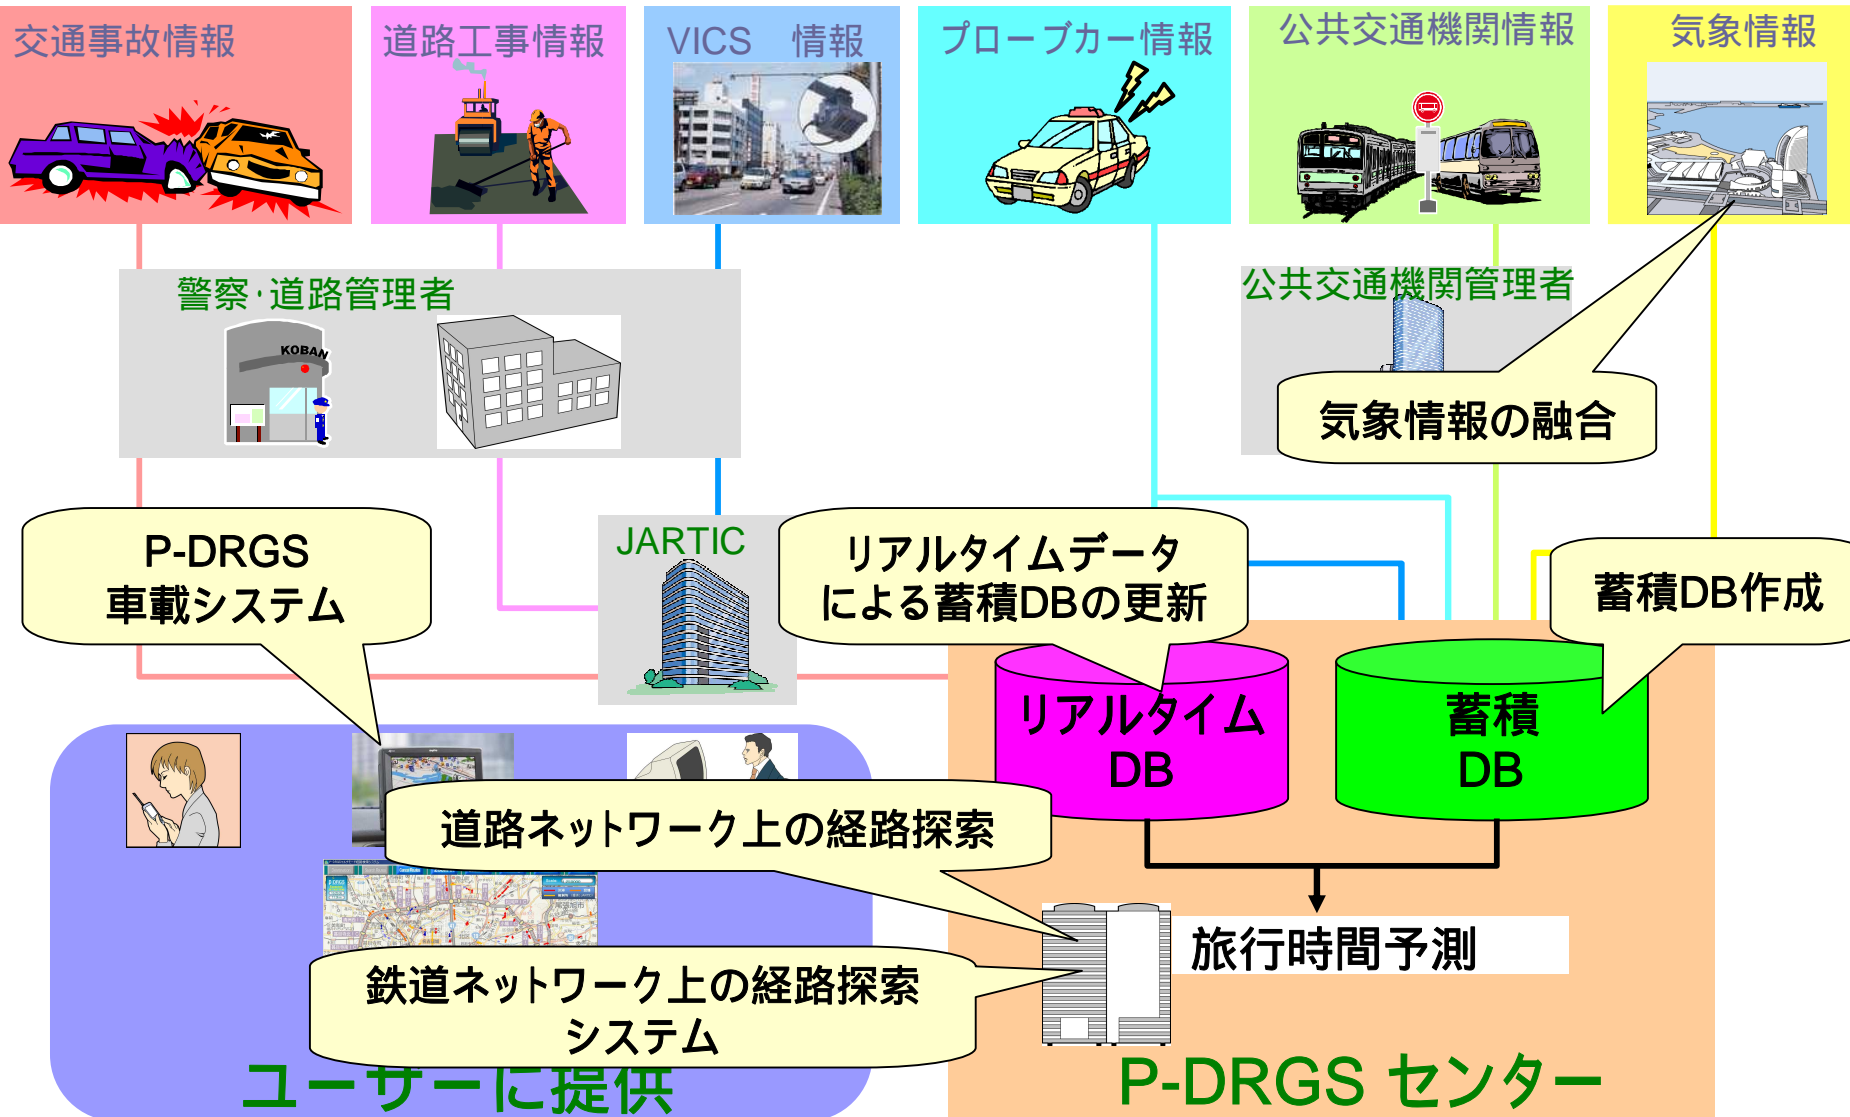 交通事故情報
道路工事情報
VICS 情報
プローブカー情報
公共交通機関情報
気象情報
警察・道路管理者
KOBAN
公共交通機関管理者
気象情報の融合
P-DRGS
車載システム
JARTIC
リアルタイムデータ
による蓄積DBの更新
蓄積DB作成
リアルタイム
DB
蓄積
DB
道路ネットワーク上の経路探索
旅行時間予測
鉄道ネットワーク上の経路探索
システム
ユーザーに提供
P-DRGS センター